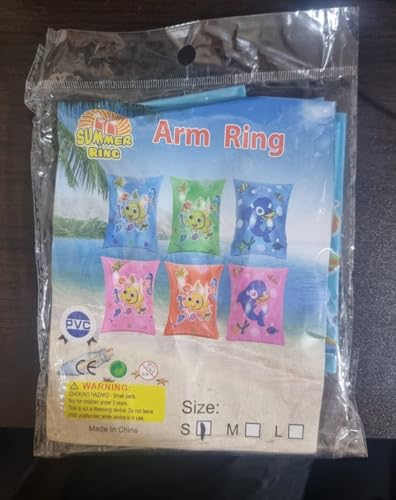 SUMMER
RING
Arm Ring
PVC
CE
WARNING:
CHOKING HAZARD - Small parts.
Not for children under 3 years.
This is not a lifesaving device. Do not leave
child unattended while device is in use.
Made In China
Size:
S M L